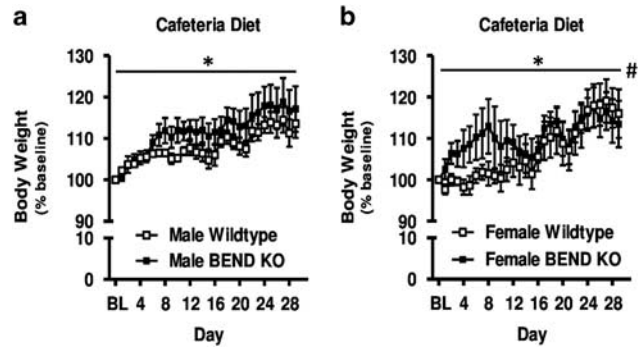 a
Cafeteria Diet
*
130
120
110
100
90
10
0
Body Weight
(% baseline)
Male Wildtype
Male BEND KO
BL 4 8 12 16 20 24 28
Day
b
Cafeteria Diet
*
#
130
120
110
100
90
10
0
Body Weight
(% baseline)
Female Wildtype
Female BEND KO
BL 4 8 12 16 20 24 28
Day